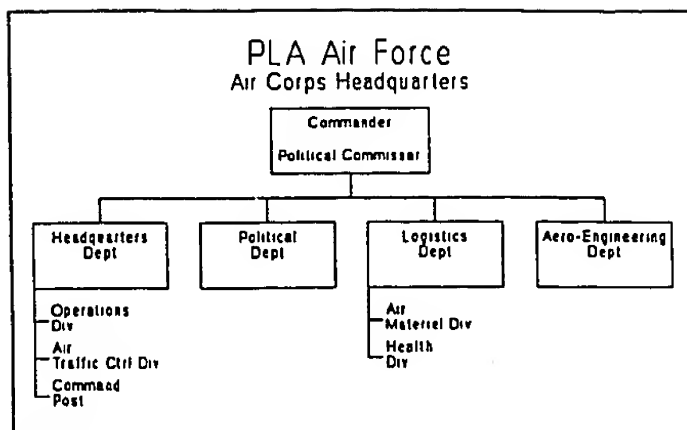 PLA Air Force
Air Corps Headquarters
Commander
Political Commissar
Headquarters
Dept
Political
Dept
Logistics
Dept
Aero-Engineering
Dept
Operations
Div
Air
Traffic Ctrl Div
Command
Post
Air
Materiel Div
Health
Div